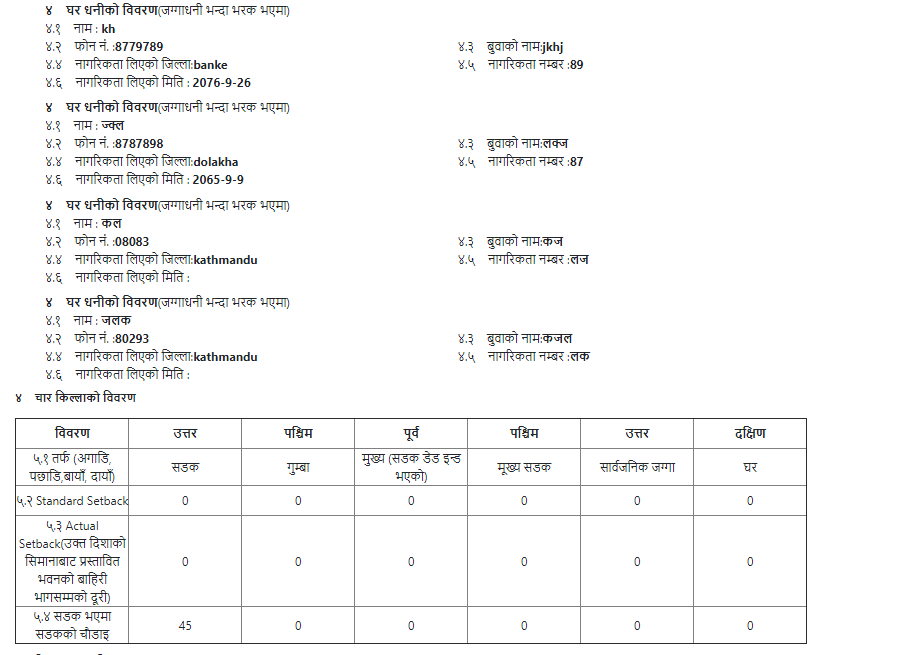 ४ घर धनीको विवरण(जग्गाधनी भन्दा भरक भएमा)
४.१ नाम : kh
४.२ फोन नं. :8779789 ४.३ बुवाको नाम:jkhj
४.४ नागरिकता लिएको जिल्ला:banke ४.५ नागरिकता नम्बर :89
४.६ नागरिकता लिएको मिति : 2076-9-26
४ घर धनीको विवरण(जग्गाधनी भन्दा भरक भएमा)
४.१ नाम : ज्क्ल
४.२ फोन नं. :8787898 ४.३ बुवाको नाम:लक्ज
४.४ नागरिकता लिएको जिल्ला:dolakha ४.५ नागरिकता नम्बर :87
४.६ नागरिकता लिएको मिति : 2065-9-9
४ घर धनीको विवरण(जग्गाधनी भन्दा भरक भएमा)
४.१ नाम : कल
४.२ फोन नं. :08083 ४.३ बुवाको नाम:कज
४.४ नागरिकता लिएको जिल्ला:kathmandu ४.५ नागरिकता नम्बर :लज
४.६ नागरिकता लिएको मिति :
४ घर धनीको विवरण(जग्गाधनी भन्दा भरक भएमा)
४.१ नाम : जलक
४.२ फोन नं. :80293 ४.३ बुवाको नाम:कजल
४.४ नागरिकता लिएको जिल्ला:kathmandu ४.५ नागरिकता नम्बर :लक
४.६ नागरिकता लिएको मिति :
४ चार किल्लाको विवरण
विवरण उत्तर पश्चिम पूर्व पश्चिम उत्तर दक्षिण
५.१ तर्फ (अगाडि, पछाडि,बायाँ, दायाँ) सडक गुम्बा मुख्य (सडक डेड इन्ड भएको) मूख्य सडक सार्वजनिक जग्गा घर
५.२ Standard Setback 0 0 0 0 0 0
५.३ Actual Setback(उक्त दिशाको सिमानाबाट प्रस्तावित भवनको बाहिरी भागसम्मको दूरी) 0 0 0 0 0 0
५.४ सडक भएमा सडकको चौडाइ 45 0 0 0 0 0